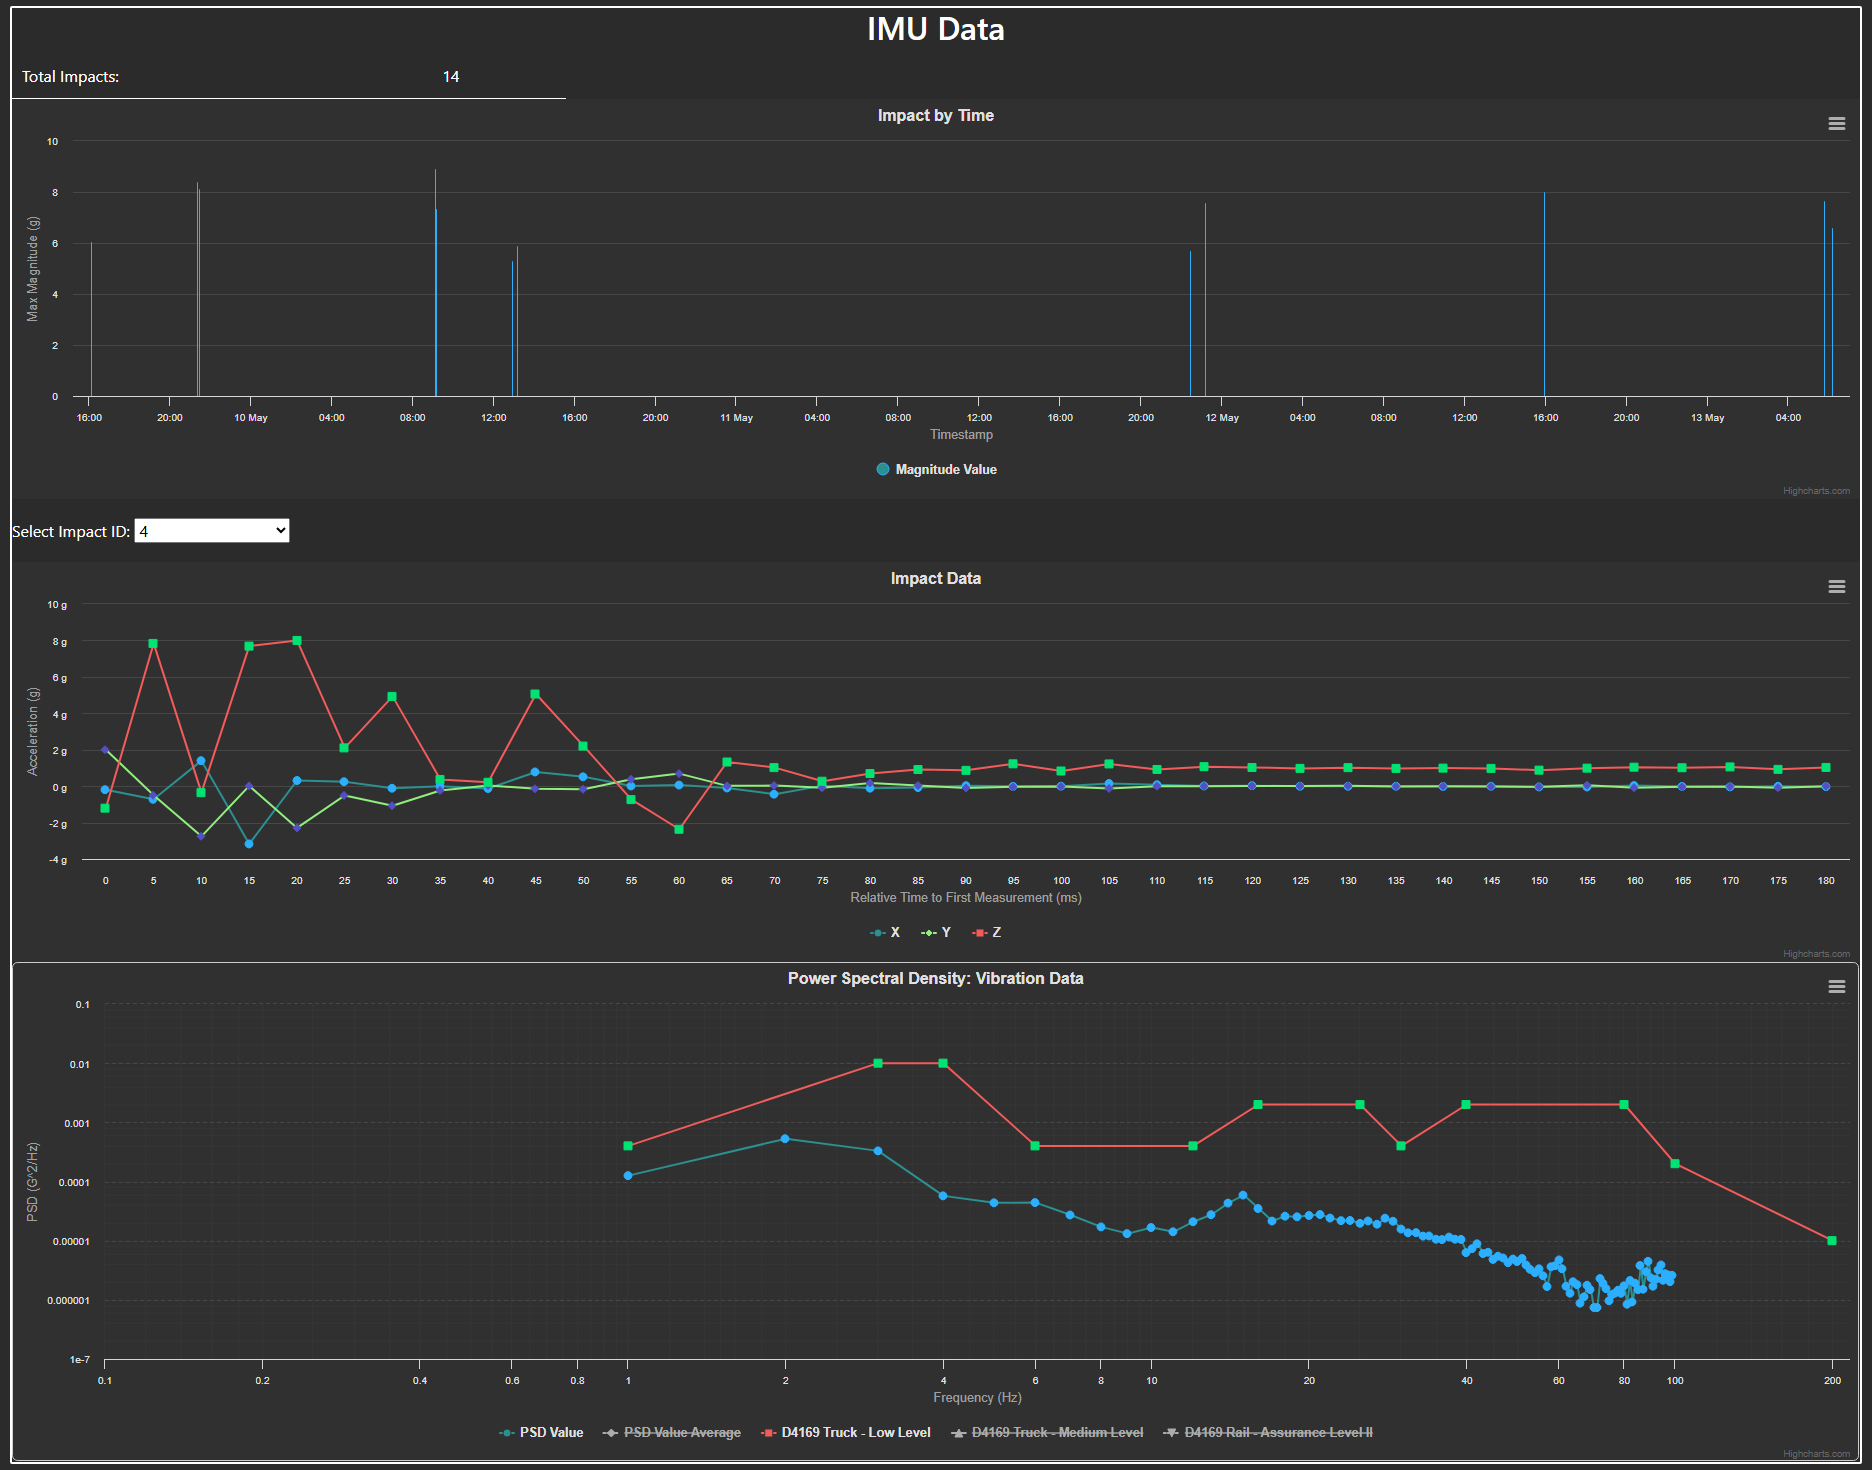 IMU Data
Total Impacts: 14
Impact by Time
10
8
6
4
2
0
Max Magnitude (g)
16:00 20:00 10 May 04:00 08:00 12:00 16:00 20:00 11 May 04:00 08:00 12:00 16:00 20:00 12 May 04:00 08:00 12:00 16:00 20:00 13 May 04:00
Timestamp
Magnitude Value
Highcharts.com
Select Impact ID: 4
Impact Data
10 g
8 g
6 g
4 g
2 g
0 g
-2 g
-4 g
Acceleration (g)
0 5 10 15 20 25 30 35 40 45 50 55 60 65 70 75 80 85 90 95 100 105 110 115 120 125 130 135 140 145 150 155 160 165 170 175 180
Relative Time to First Measurement (ms)
X Y Z
Highcharts.com
Power Spectral Density: Vibration Data
0.1
0.01
0.001
0.0001
0.00001
0.000001
1e-7
PSD (G^2/Hz)
0.1 0.2 0.4 0.6 0.8 1 2 4 6 8 10 20 40 60 80 100 200
Frequency (Hz)
PSD Value PSD Value Average D4169 Truck - Low Level D4169 Truck - Medium Level D4169 Rail - Assurance Level II
Highcharts.com